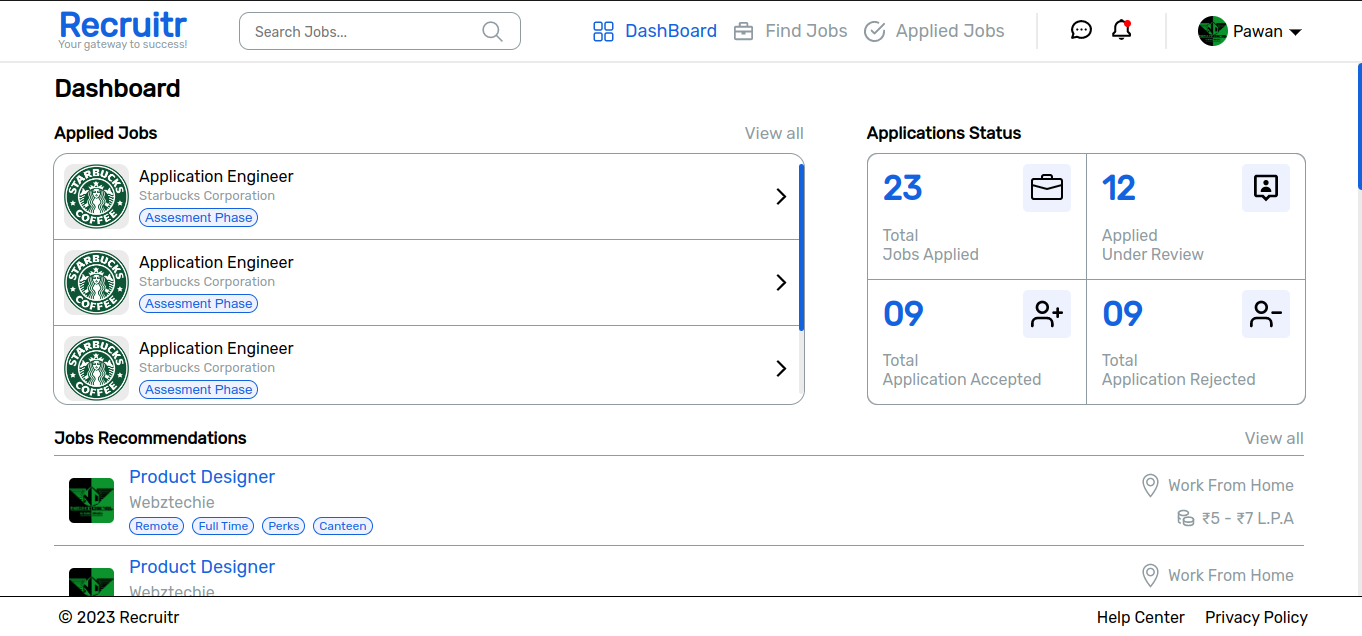 Recruitr
Your gateway to success!
Search Jobs...
DashBoard
Find Jobs
Applied Jobs
Pawan
Dashboard
Applied Jobs
View all
STARBUCKS
COFFEE
Application Engineer
Starbucks Corporation
Assesment Phase
STARBUCKS
COFFEE
Application Engineer
Starbucks Corporation
Assesment Phase
STARBUCKS
COFFEE
Application Engineer
Starbucks Corporation
Assesment Phase
Applications Status
23
Total
Jobs Applied
12
Applied
Under Review
09
Total
Application Accepted
09
Total
Application Rejected
Jobs Recommendations
View all
Product Designer
Webztechie
Remote Full Time Perks Canteen
Work From Home
₹5 - ₹7 L.P.A
Product Designer
Webztechie
Work From Home
© 2023 Recruitr
Help Center
Privacy Policy